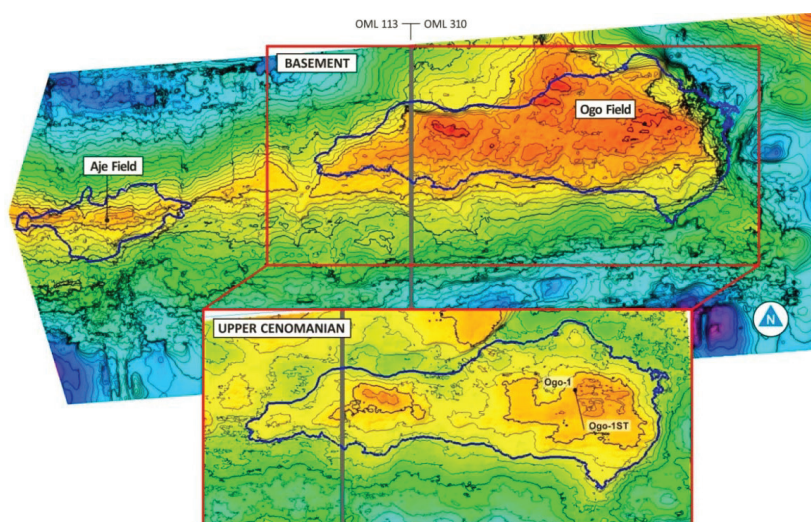 OML 113 OML 310
BASEMENT
Ogo Field
Aje Field
N
UPPER CENOMANIAN
Ogo-1
Ogo-1ST